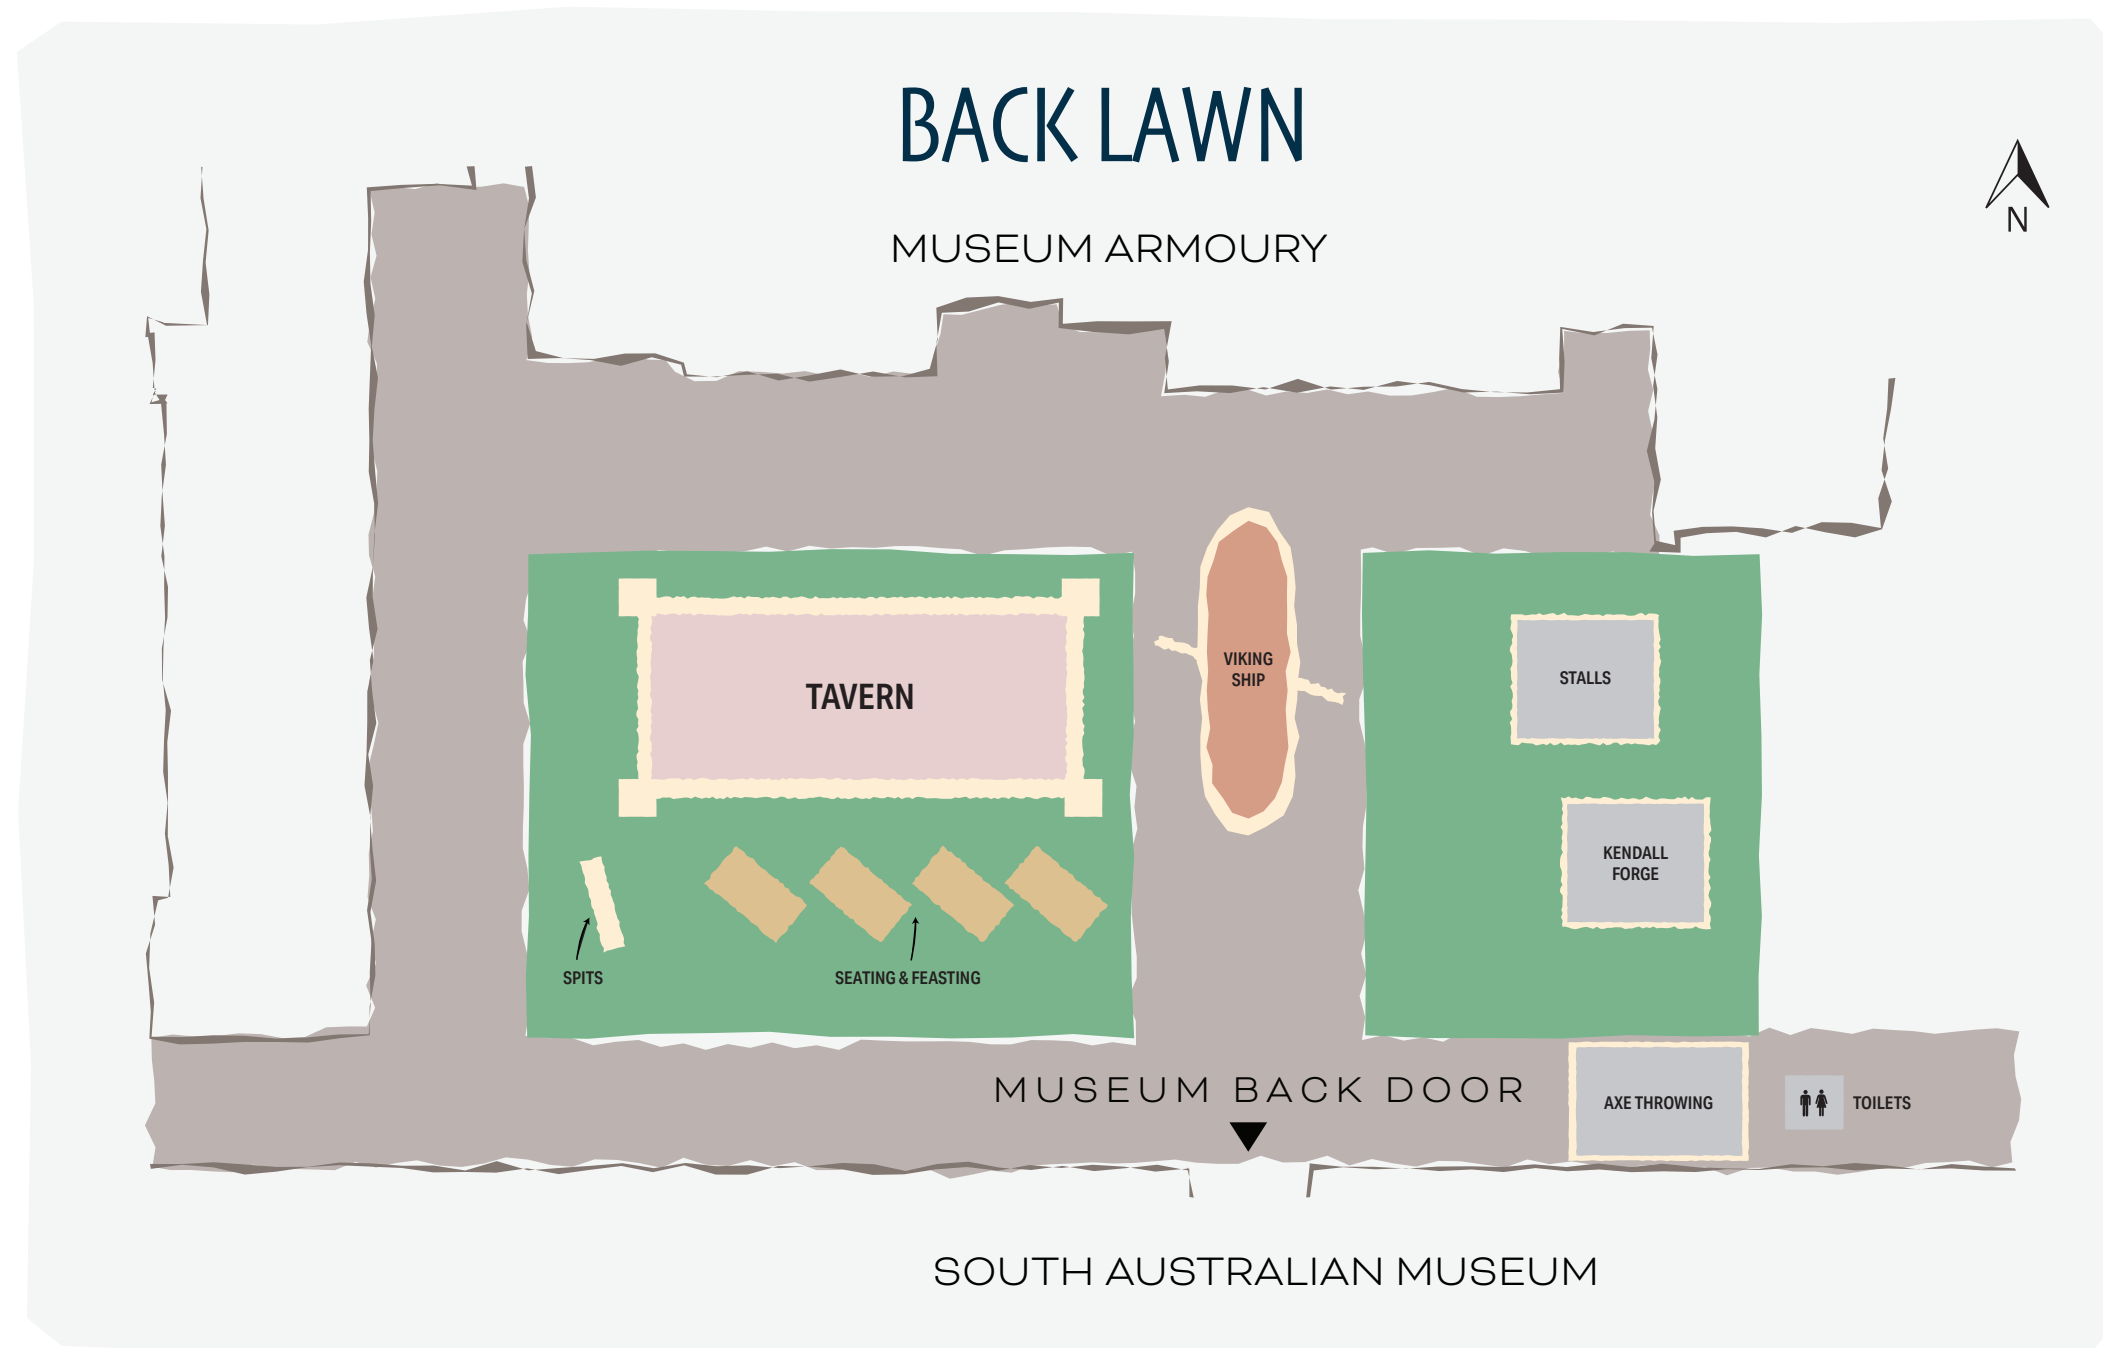 BACK LAWN
MUSEUM ARMOURY
N
VIKING
SHIP
STALLS
TAVERN
KENDALL
FORGE
SPITS
SEATING & FEASTING
MUSEUM BACK DOOR
AXE THROWING
TOILETS
SOUTH AUSTRALIAN MUSEUM